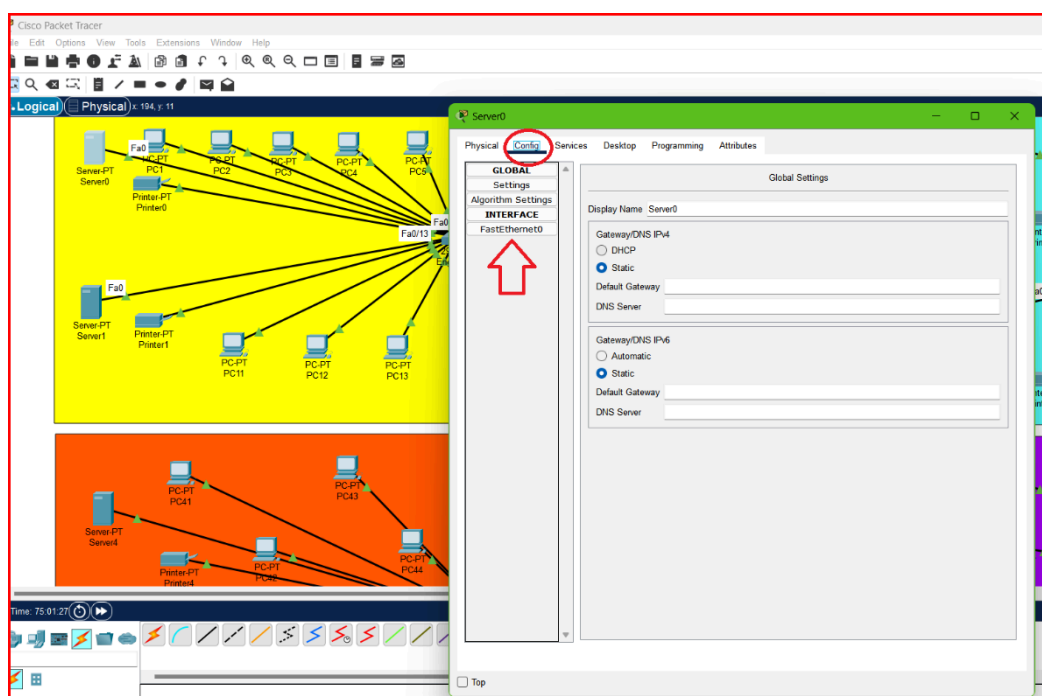 Cisco Packet Tracer
File Edit Options View Tools Extensions Window Help
Logical Physical x: 194, y: 11
Fa0
Server-PT
Server0
PC1
Printer-PT
Printer0
PC-PT
PC2
PC-PT
PC3
PC-PT
PC4
PC-PT
PC5
Fa0
Fa0/13
Fa0
Server-PT
Server1
Printer-PT
Printer1
PC-PT
PC11
PC-PT
PC12
PC-PT
PC13
PC-PT
PC41
PC-PT
PC43
Server-PT
Server4
Printer-PT
Printer4
PC-PT
PC42
PC-PT
PC44
Time: 75:01:27
Server0
Physical Config Services Desktop Programming Attributes
GLOBAL
Settings
Algorithm Settings
INTERFACE
FastEthernet0
Global Settings
Display Name Server0
Gateway/DNS IPv4
DHCP
Static
Default Gateway
DNS Server
Gateway/DNS IPv6
Automatic
Static
Default Gateway
DNS Server
Top